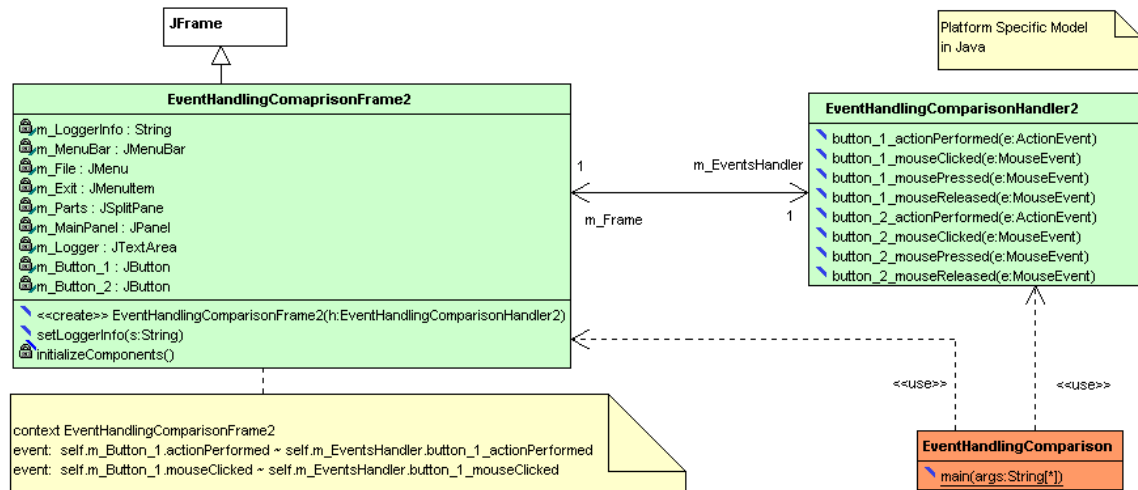 JFrame
Platform Specific Model
in Java
EventHandlingComaprisonFrame2
m_LoggerInfo : String
m_MenuBar : JMenuBar
m_File : JMenu
m_Exit : JMenuItem
m_Parts : JSplitPane
m_MainPanel : JPanel
m_Logger : JTextArea
m_Button_1 : JButton
m_Button_2 : JButton
<<create>> EventHandlingComparisonFrame2(h:EventHandlingComparisonHandler2)
setLoggerInfo(s:String)
initializeComponents()
1
m_EventsHandler
m_Frame
1
EventHandlingComparisonHandler2
button_1_actionPerformed(e:ActionEvent)
button_1_mouseClicked(e:MouseEvent)
button_1_mousePressed(e:MouseEvent)
button_1_mouseReleased(e:MouseEvent)
button_2_actionPerformed(e:ActionEvent)
button_2_mouseClicked(e:MouseEvent)
button_2_mousePressed(e:MouseEvent)
button_2_mouseReleased(e:MouseEvent)
<<use>>
<<use>>
context EventHandlingComparisonFrame2
event: self.m_Button_1.actionPerformed ~ self.m_EventsHandler.button_1_actionPerformed
event: self.m_Button_1.mouseClicked ~ self.m_EventsHandler.button_1_mouseClicked
EventHandlingComparison
main(args:String[*])